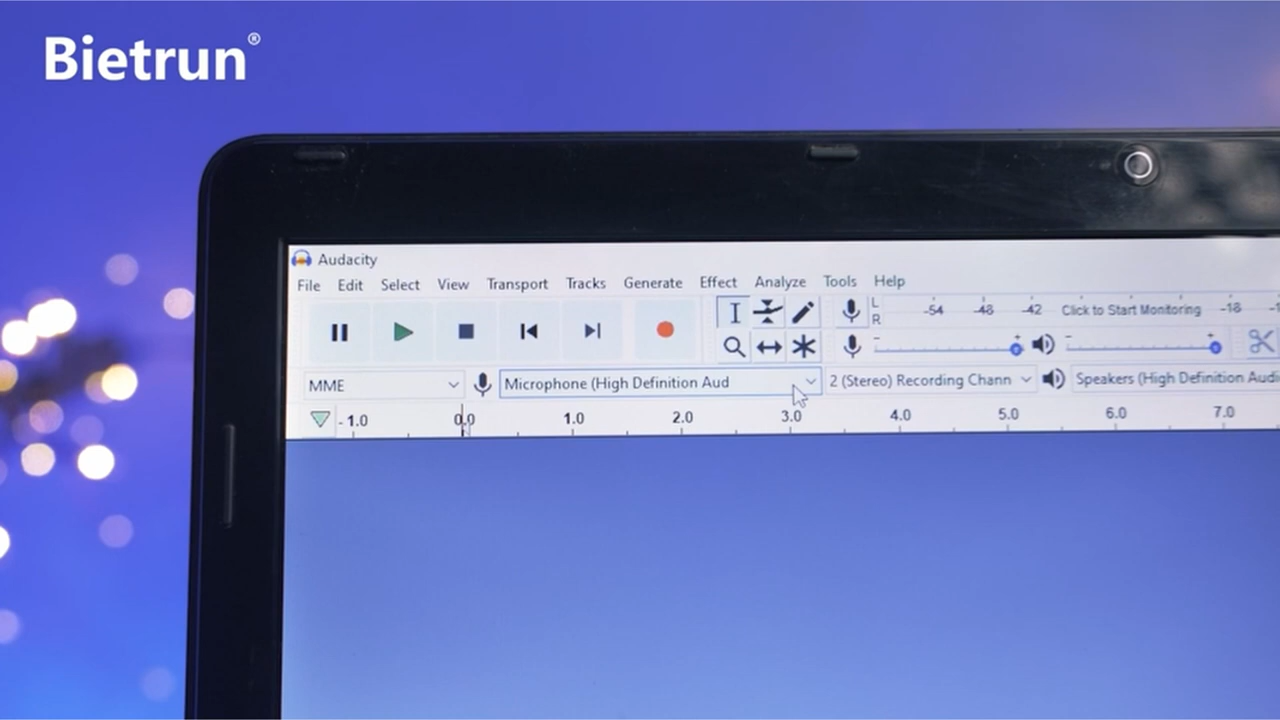 Bietrun®
Audacity
File Edit Select View Transport Tracks Generate Effect Analyze Tools Help
L
R
-54 -48 -42 Click to Start Monitoring -18
MME Microphone (High Definition Aud 2 (Stereo) Recording Chann Speakers (High Definition Audi
-1.0 0.0 1.0 2.0 3.0 4.0 5.0 6.0 7.0